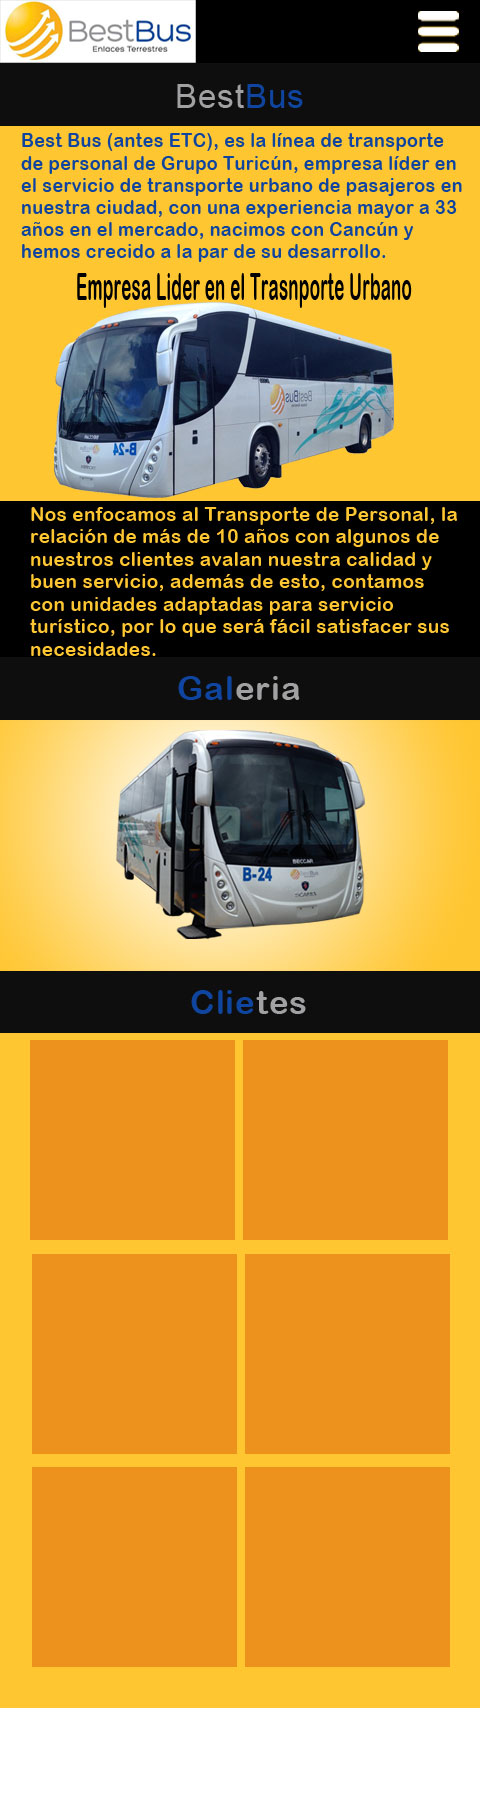 BestBus
Enlaces Terrestres
BestBus
Best Bus (antes ETC), es la línea de transporte
de personal de Grupo Turicún, empresa líder en
el servicio de transporte urbano de pasajeros en
nuestra ciudad, con una experiencia mayor a 33
años en el mercado, nacimos con Cancún y
hemos crecido a la par de su desarrollo.
Empresa Lider en el Trasnporte Urbano
BestBus
B-24
Nos enfocamos al Transporte de Personal, la
relación de más de 10 años con algunos de
nuestros clientes avalan nuestra calidad y
buen servicio, además de esto, contamos
con unidades adaptadas para servicio
turístico, por lo que será fácil satisfacer sus
necesidades.
Galeria
BECCAR
B-24
BestBus
SCANIA
Clietes